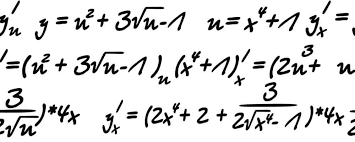 y'ᵤ y = u² + 3√u-1 u = x⁴+1 y'ₓ =
' = (u² + 3√u-1)ᵤ (x⁴+1)'ₓ = (2u+ 3
3/2√u)*4x y'ₓ = (2x⁴ + 2 + 3/2√x⁴-1)*4x